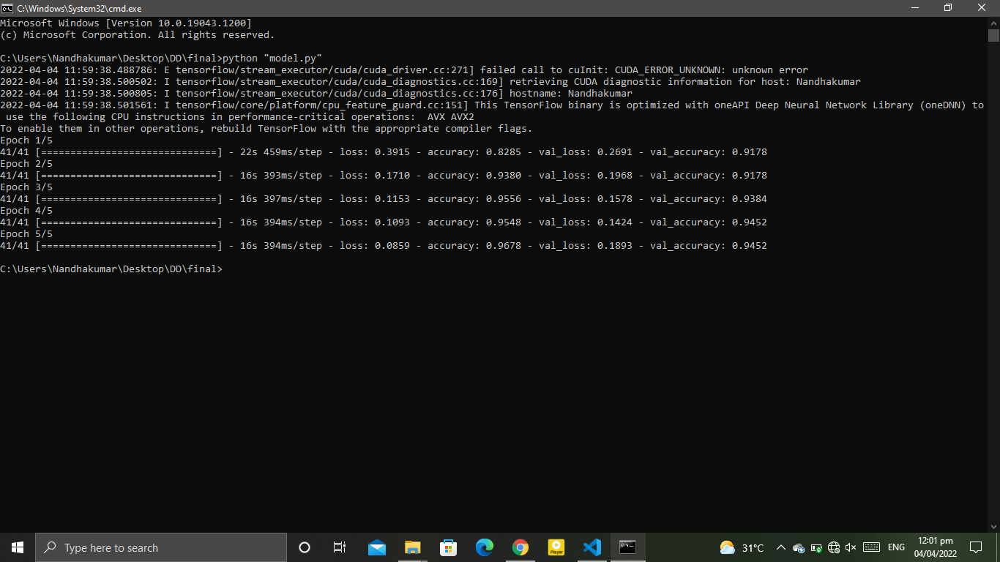 C:\Windows\System32\cmd.exe
Microsoft Windows [Version 10.0.19043.1200]
(c) Microsoft Corporation. All rights reserved.
C:\Users\Nandhakumar\Desktop\DD\final>python "model.py"
2022-04-04 11:59:38.488786: E tensorflow/stream_executor/cuda/cuda_driver.cc:271] failed call to cuInit: CUDA_ERROR_UNKNOWN: unknown error
2022-04-04 11:59:38.500502: I tensorflow/stream_executor/cuda/cuda_diagnostics.cc:169] retrieving CUDA diagnostic information for host: Nandhakumar
2022-04-04 11:59:38.500805: I tensorflow/stream_executor/cuda/cuda_diagnostics.cc:176] hostname: Nandhakumar
2022-04-04 11:59:38.501561: I tensorflow/core/platform/cpu_feature_guard.cc:151] This TensorFlow binary is optimized with oneAPI Deep Neural Network Library (oneDNN) to
use the following CPU instructions in performance-critical operations:  AVX AVX2
To enable them in other operations, rebuild TensorFlow with the appropriate compiler flags.
Epoch 1/5
41/41 [==============================] - 22s 459ms/step - loss: 0.3915 - accuracy: 0.8285 - val_loss: 0.2691 - val_accuracy: 0.9178
Epoch 2/5
41/41 [==============================] - 16s 393ms/step - loss: 0.1710 - accuracy: 0.9380 - val_loss: 0.1968 - val_accuracy: 0.9178
Epoch 3/5
41/41 [==============================] - 16s 397ms/step - loss: 0.1153 - accuracy: 0.9556 - val_loss: 0.1578 - val_accuracy: 0.9384
Epoch 4/5
41/41 [==============================] - 16s 394ms/step - loss: 0.1093 - accuracy: 0.9548 - val_loss: 0.1424 - val_accuracy: 0.9452
Epoch 5/5
41/41 [==============================] - 16s 394ms/step - loss: 0.0859 - accuracy: 0.9678 - val_loss: 0.1893 - val_accuracy: 0.9452
C:\Users\Nandhakumar\Desktop\DD\final>
Type here to search
Player
31°C
ENG
12:01 pm
04/04/2022